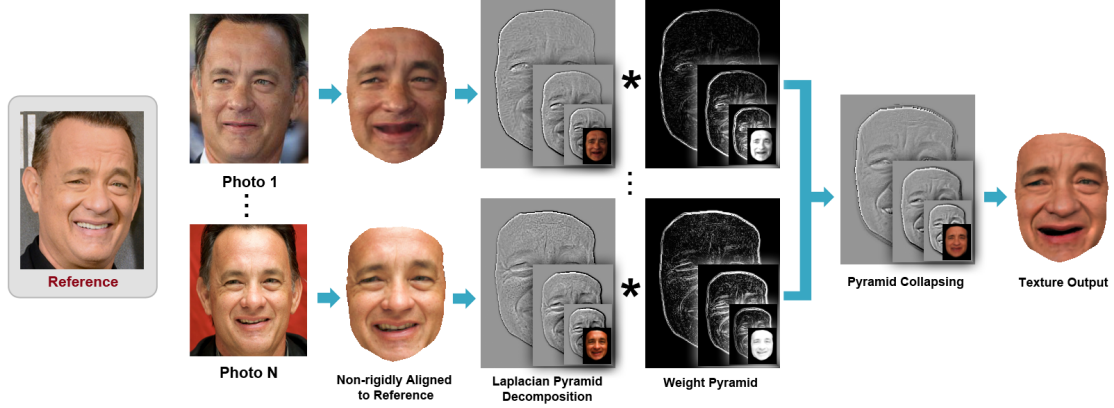 Reference
Photo 1
Photo N
Non-rigidly Aligned
to Reference
Laplacian Pyramid
Decomposition
*
*
Weight Pyramid
Pyramid Collapsing
Texture Output